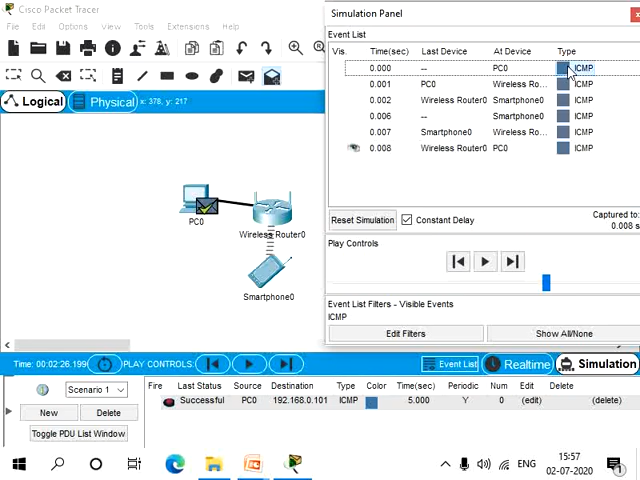 Cisco Packet Tracer
File Edit Options View Tools Extensions Help
Logical Physical x: 378, y: 217
PC0
Wireless Router0
Smartphone0
Simulation Panel
Event List
Vis. Time(sec) Last Device At Device Type
0.000 -- PC0 ICMP
0.001 PC0 Wireless Ro... ICMP
0.002 Wireless Router0 Smartphone0 ICMP
0.006 -- Smartphone0 ICMP
0.007 Smartphone0 Wireless Ro... ICMP
0.008 Wireless Router0 PC0 ICMP
Reset Simulation Constant Delay Captured to:
0.008 s
Play Controls
Event List Filters - Visible Events
ICMP
Edit Filters Show All/None
Time: 00:02:26.199 PLAY CONTROLS: Event List Realtime Simulation
Scenario 1 Fire Last Status Source Destination Type Color Time(sec) Periodic Num Edit Delete
Successful PC0 192.168.0.101 ICMP 5.000 Y 0 (edit) (delete)
New Delete
Toggle PDU List Window
ENG 15:57
02-07-2020